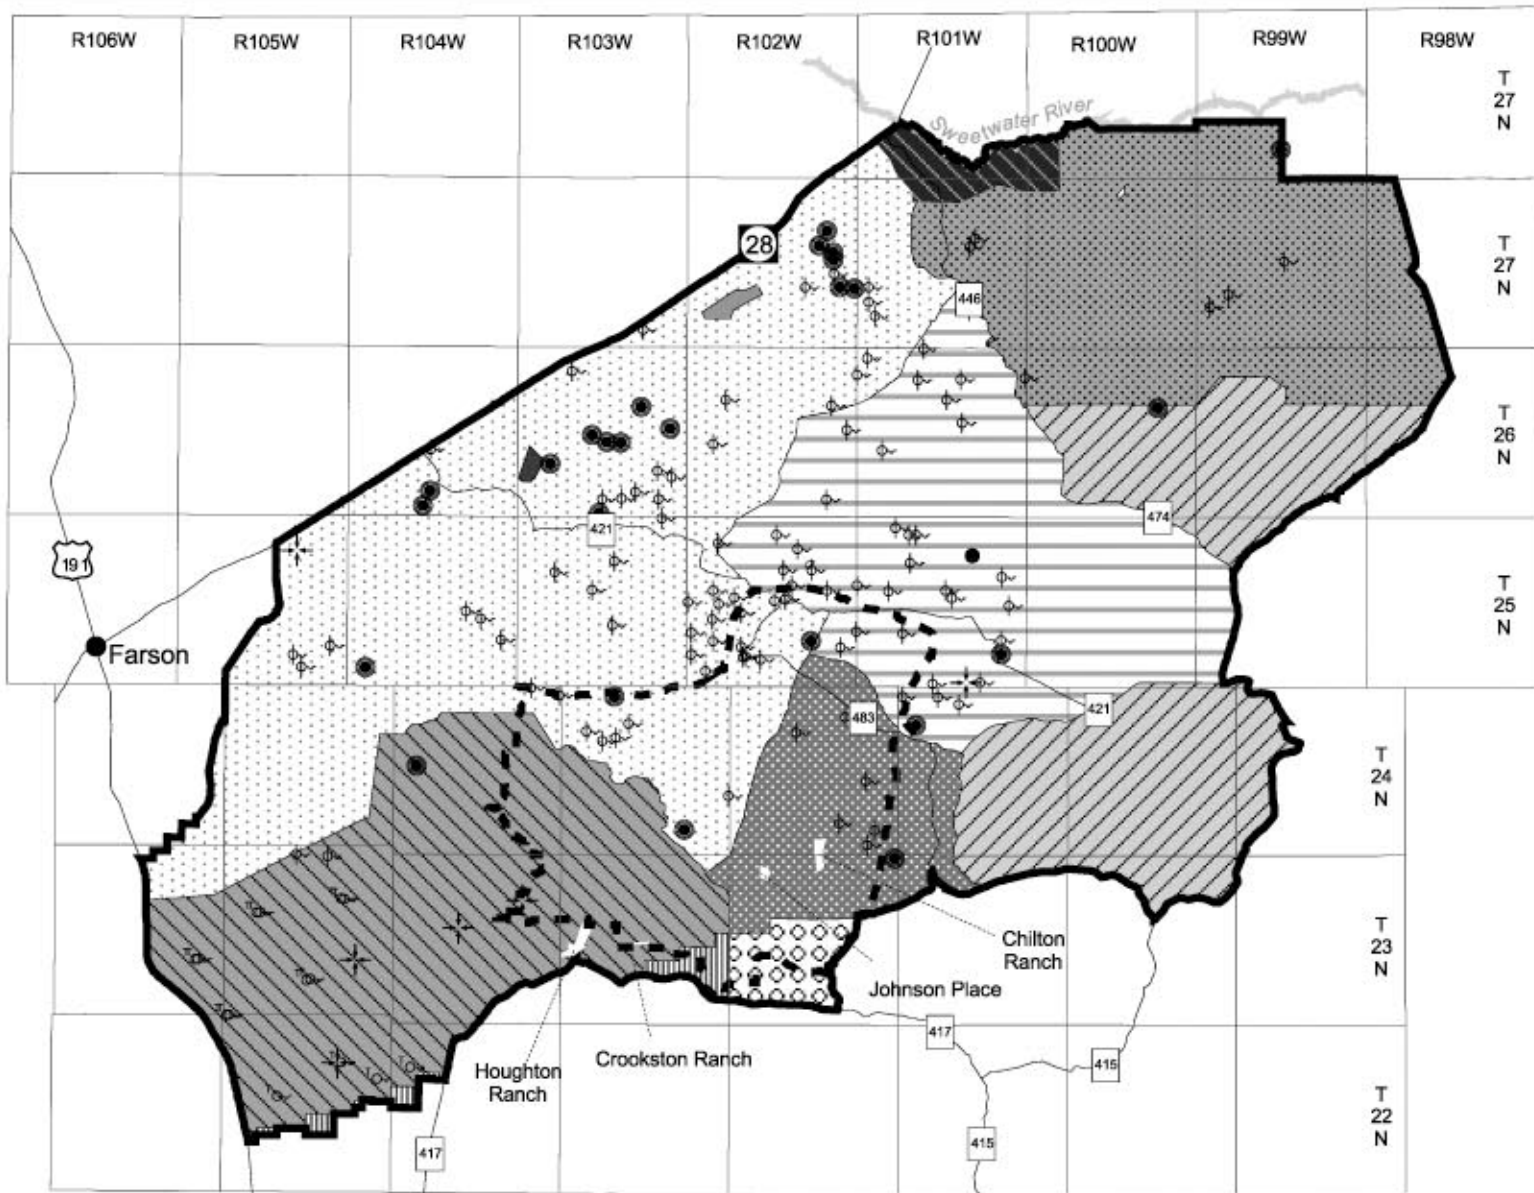 R106W
R105W
R104W
R103W
R102W
R101W
R100W
R99W
R98W
T
27
N
Sweetwater River
28
T
27
N
446
T
26
N
474
421
191
T
25
N
Farson
421
483
T
24
N
Chilton
Ranch
T
23
N
Johnson Place
417
Crookston Ranch
415
Houghton
Ranch
T
22
N
417
415